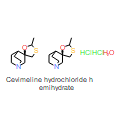 O S N O S N HCl HCl H2O
Cevimeline hydrochloride h
emihydrate